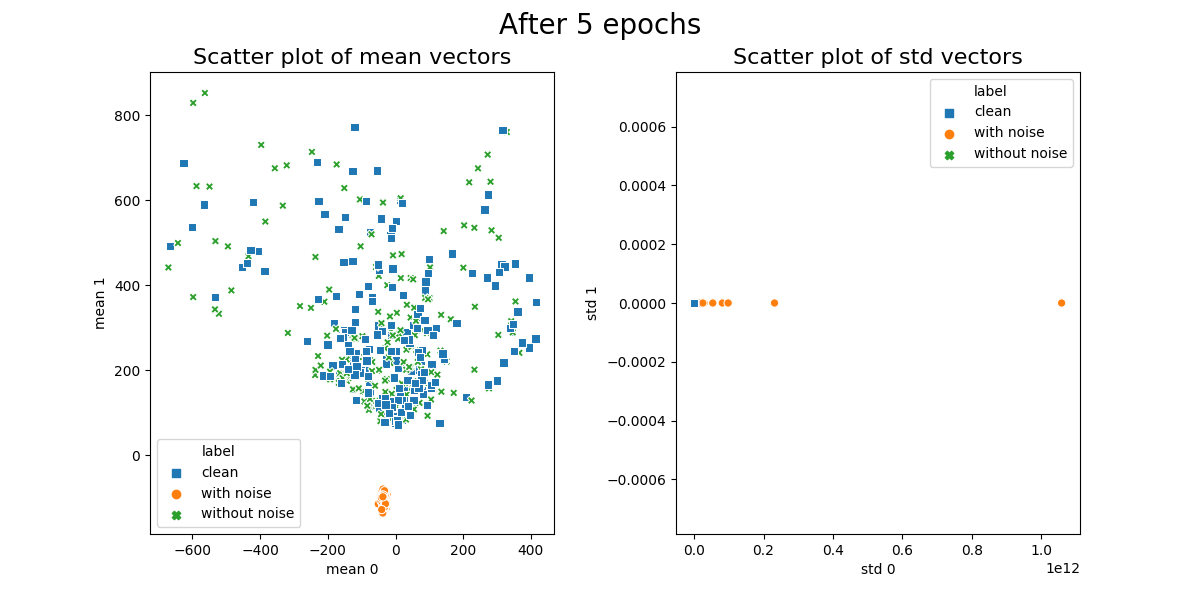 After 5 epochs
Scatter plot of mean vectors
mean 1
800
600
400
200
0
label
clean
with noise
without noise
−600
−400
−200
0
200
400
mean 0
Scatter plot of std vectors
std 1
0.0006
0.0004
0.0002
0.0000
−0.0002
−0.0004
−0.0006
label
clean
with noise
without noise
0.0
0.2
0.4
0.6
0.8
1.0
1e12
std 0